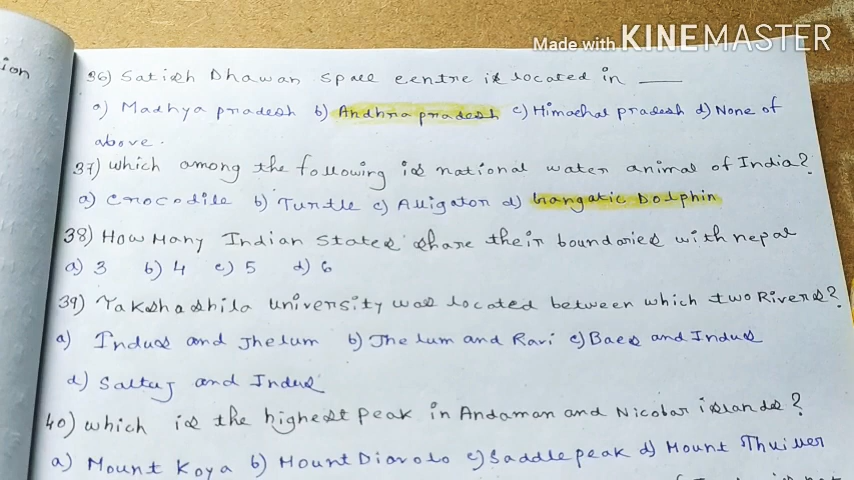 Made with KINEMASTER
ion
36) Satish Dhawan Space centre is located in ___
a) Madhya pradesh b) Andhra pradesh c) Himachal pradesh d) None of
above.
37) which among the following is national water animal of India?
a) crocodile b) Turtle c) Alligator d) Gangatic Dolphin
38) How Many Indian States share their boundaries with nepal
a) 3 b) 4 c) 5 d) 6
39) Takshashila university was located between which two Rivers?
a) Indus and Jhelum b) Jhelum and Ravi c) Baes and Indus
d) Saltuj and Indus
40) which is the highest peak in Andaman and Nicobar islands?
a) Mount Koya b) Mount Diavolo c) Saddle peak d) Mount Thuiller